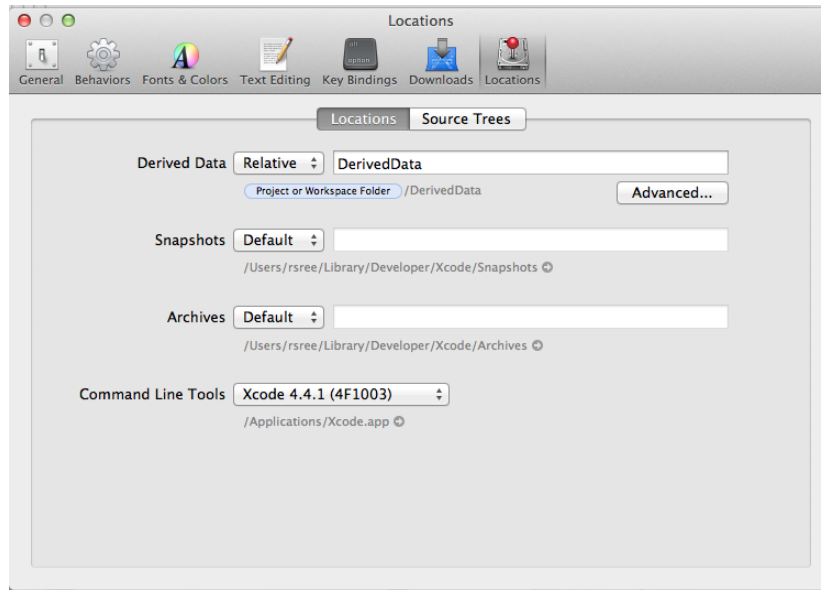 Locations
General Behaviors Fonts & Colors Text Editing Key Bindings Downloads Locations
Locations Source Trees
Derived Data Relative DerivedData
Project or Workspace Folder /DerivedData Advanced...
Snapshots Default
/Users/rsree/Library/Developer/Xcode/Snapshots
Archives Default
/Users/rsree/Library/Developer/Xcode/Archives
Command Line Tools Xcode 4.4.1 (4F1003)
/Applications/Xcode.app